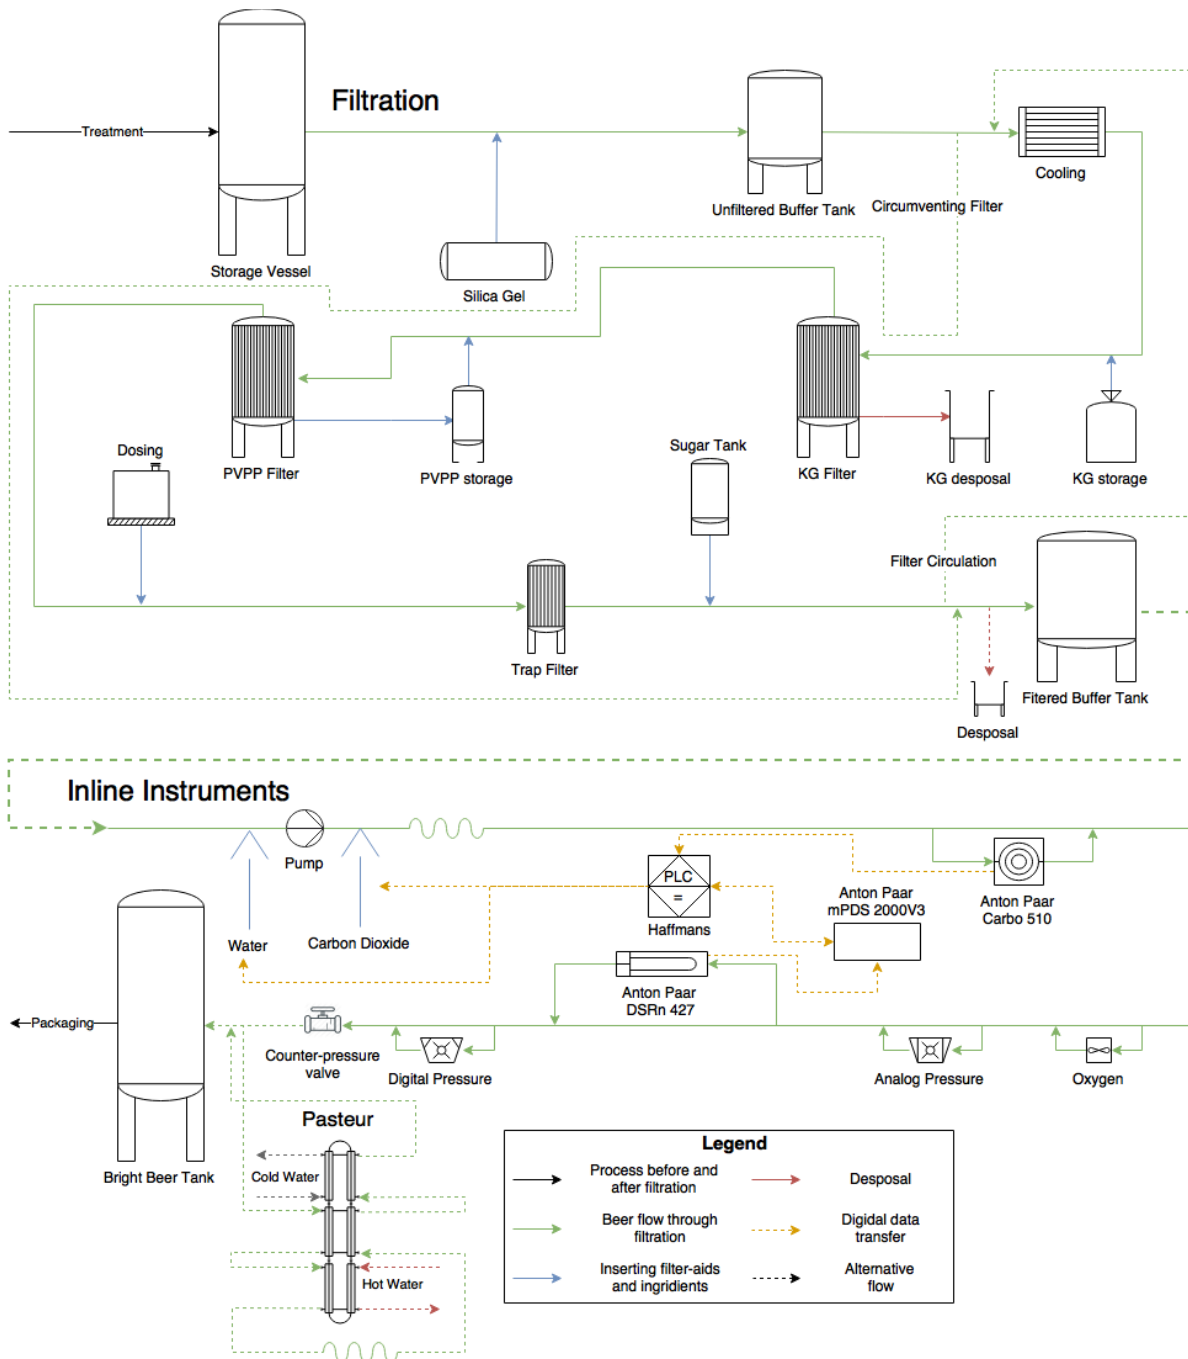 Filtration
Treatment
Cooling
Unfiltered Buffer Tank
Circumventing Filter
Storage Vessel
Silica Gel
Dosing
Sugar Tank
PVPP Filter
PVPP storage
KG Filter
KG desposal
KG storage
Filter Circulation
Trap Filter
Fitered Buffer Tank
Desposal
Inline Instruments
Pump
PLC
=
Haffmans
Anton Paar
mPDS 2000V3
Anton Paar
Carbo 510
Water
Carbon Dioxide
Anton Paar
DSRn 427
Packaging
Counter-pressure
valve
Digital Pressure
Analog Pressure
Oxygen
Pasteur
Bright Beer Tank
Cold Water
Hot Water
Legend
Process before and
after filtration
Desposal
Beer flow through
filtration
Digidal data
transfer
Inserting filter-aids
and ingridients
Alternative
flow